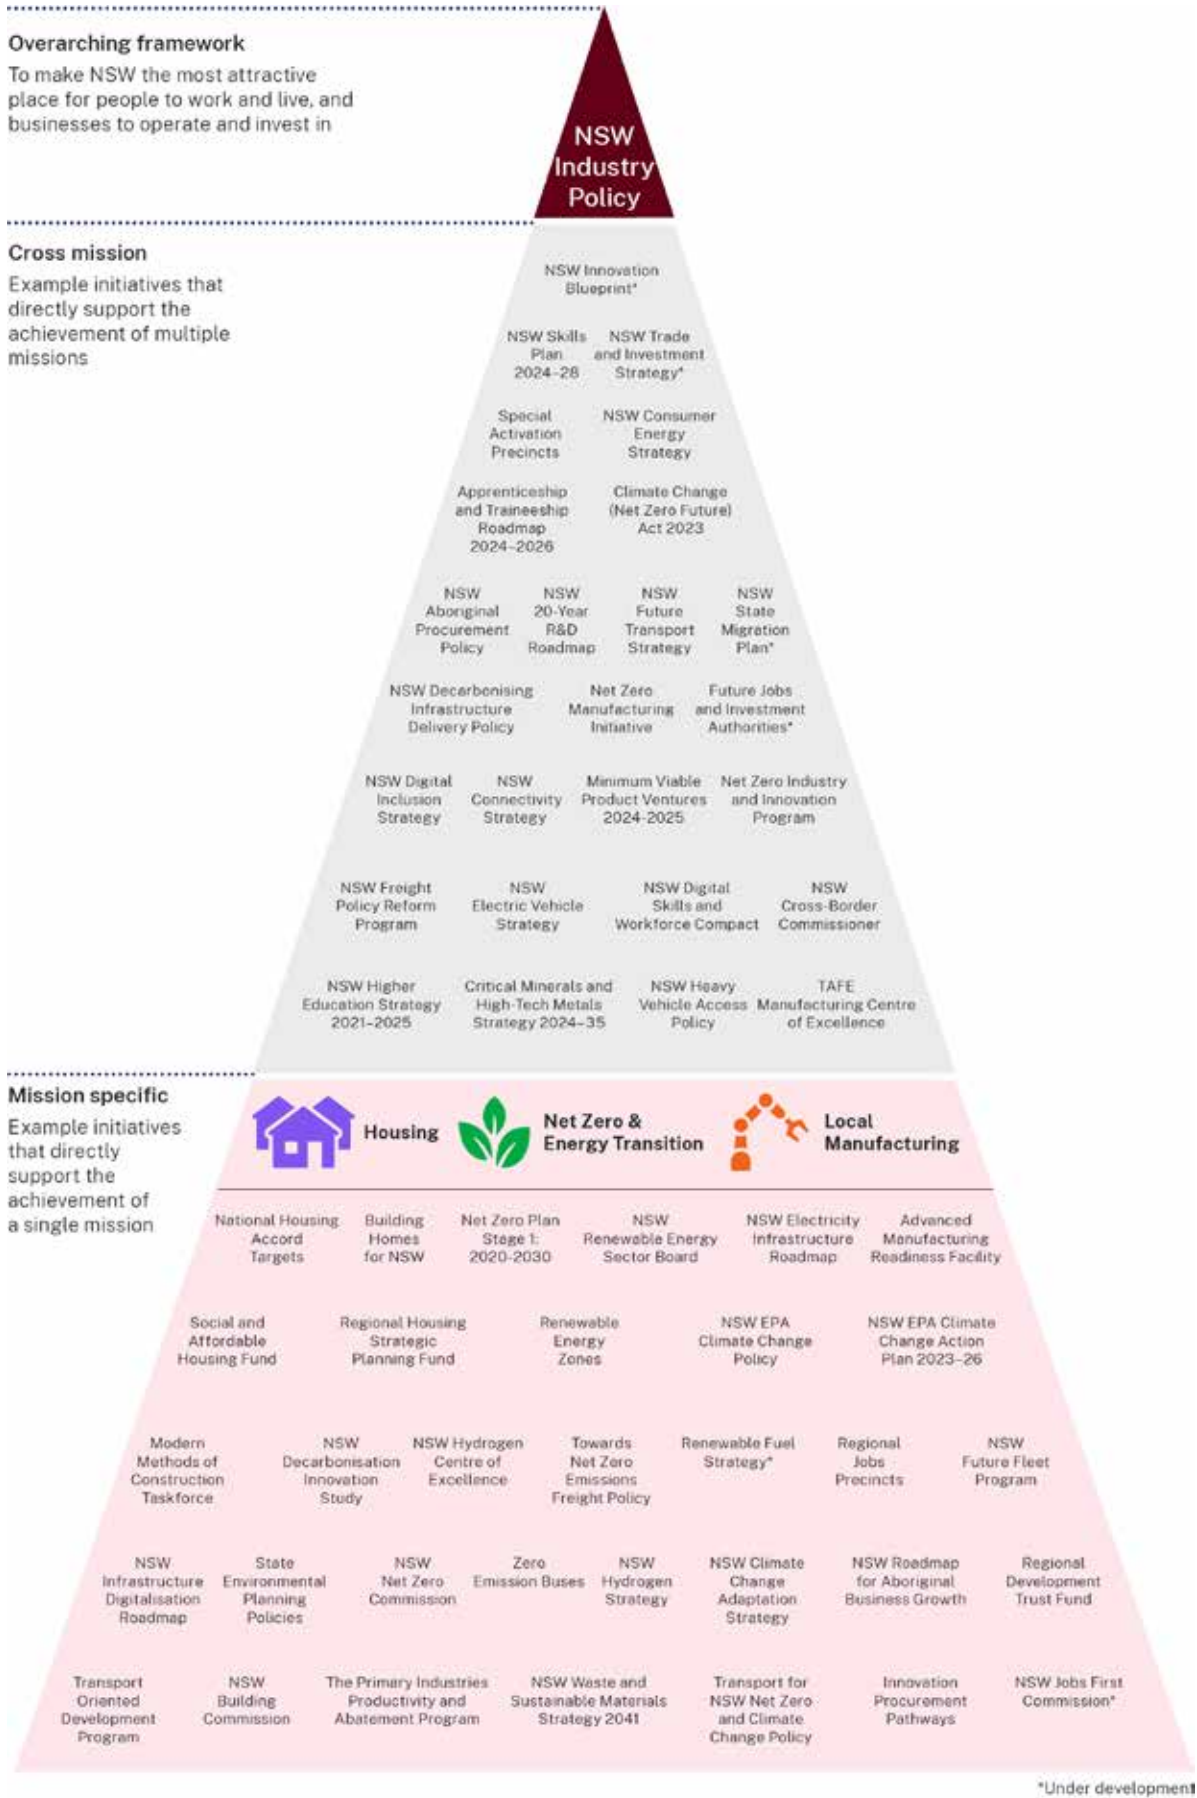 Overarching framework
To make NSW the most attractive
place for people to work and live, and
businesses to operate and invest in
NSW
Industry
Policy
Cross mission
Example initiatives that
directly support the
achievement of multiple
missions
NSW Innovation
Blueprint*
NSW Skills
Plan
2024–28
NSW Trade
and Investment
Strategy*
Special
Activation
Precincts
NSW Consumer
Energy
Strategy
Apprenticeship
and Traineeship
Roadmap
2024–2026
Climate Change
(Net Zero Future)
Act 2023
NSW
Aboriginal
Procurement
Policy
NSW
20-Year
R&D
Roadmap
NSW
Future
Transport
Strategy
NSW
State
Migration
Plan*
NSW Decarbonising
Infrastructure
Delivery Policy
Net Zero
Manufacturing
Initiative
Future Jobs
and Investment
Authorities*
NSW Digital
Inclusion
Strategy
NSW
Connectivity
Strategy
Minimum Viable
Product Ventures
2024-2025
Net Zero Industry
and Innovation
Program
NSW Freight
Policy Reform
Program
NSW
Electric Vehicle
Strategy
NSW Digital
Skills and
Workforce Compact
NSW
Cross-Border
Commissioner
NSW Higher
Education Strategy
2021–2025
Critical Minerals and
High-Tech Metals
Strategy 2024–35
NSW Heavy
Vehicle Access
Policy
TAFE
Manufacturing Centre
of Excellence
Mission specific
Example initiatives
that directly
support the
achievement of
a single mission
Housing
Net Zero &
Energy Transition
Local
Manufacturing
National Housing
Accord
Targets
Building
Homes
for NSW
Net Zero Plan
Stage 1:
2020-2030
NSW
Renewable Energy
Sector Board
NSW Electricity
Infrastructure
Roadmap
Advanced
Manufacturing
Readiness Facility
Social and
Affordable
Housing Fund
Regional Housing
Strategic
Planning Fund
Renewable
Energy
Zones
NSW EPA
Climate Change
Policy
NSW EPA Climate
Change Action
Plan 2023–26
Modern
Methods of
Construction
Taskforce
NSW
Decarbonisation
Innovation
Study
NSW Hydrogen
Centre of
Excellence
Towards
Net Zero
Emissions
Freight Policy
Renewable Fuel
Strategy*
Regional
Jobs
Precincts
NSW
Future Fleet
Program
NSW
Infrastructure
Digitalisation
Roadmap
State
Environmental
Planning
Policies
NSW
Net Zero
Commission
Zero
Emission Buses
NSW
Hydrogen
Strategy
NSW Climate
Change
Adaptation
Strategy
NSW Roadmap
for Aboriginal
Business Growth
Regional
Development
Trust Fund
Transport
Oriented
Development
Program
NSW
Building
Commission
The Primary Industries
Productivity and
Abatement Program
NSW Waste and
Sustainable Materials
Strategy 2041
Transport for
NSW Net Zero
and Climate
Change Policy
Innovation
Procurement
Pathways
NSW Jobs First
Commission*
*Under development